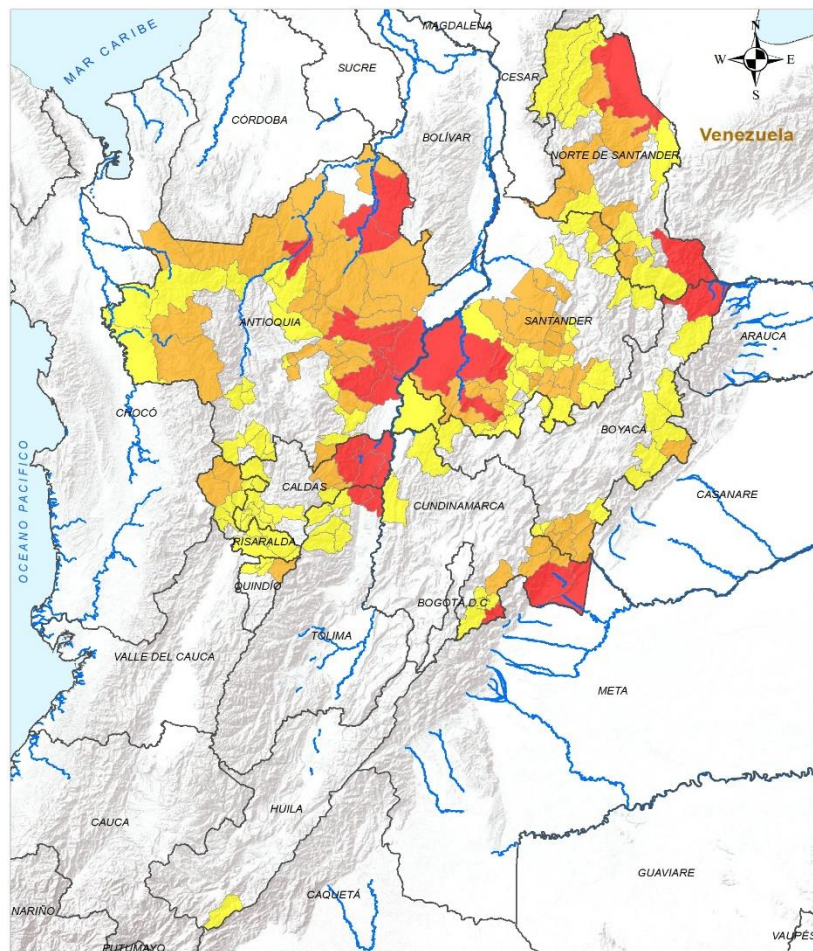 MAGDALENA
N
W E
S
MAR CARIBE
SUCRE
CESAR
CÓRDOBA
BOLÍVAR
Venezuela
NORTE DE SANTANDER
ANTIOQUIA
SANTANDER
ARAUCA
CHOCÓ
BOYACÁ
OCEANO PACIFICO
CALDAS
CASANARE
CUNDINAMARCA
RISARALDA
QUINDÍO
BOGOTÁ D.C
TOLIMA
VALLE DEL CAUCA
META
HUILA
CAUCA
GUAVIARE
CAQUETÁ
NARIÑO
PUTUMAYO
VAUPÉS